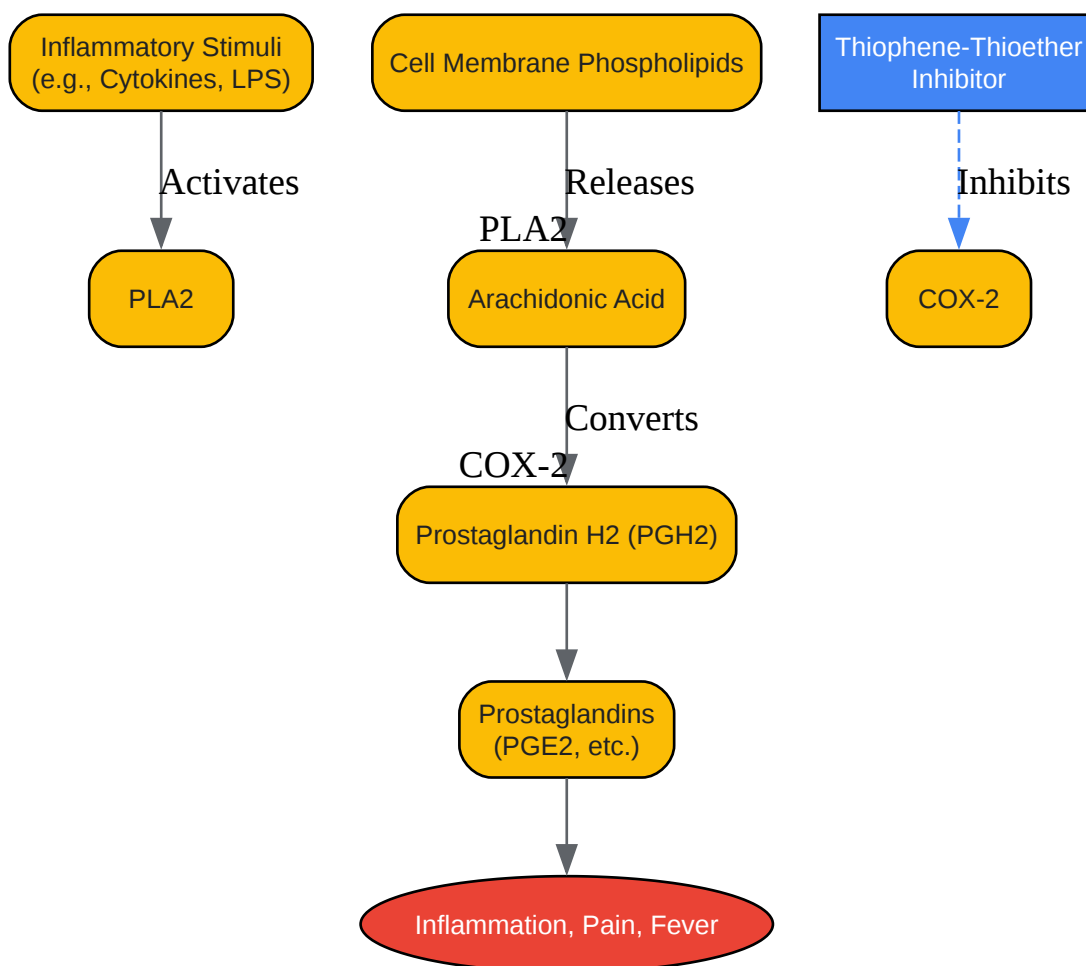 Inflammatory Stimuli
(e.g., Cytokines, LPS)
Cell Membrane Phospholipids
Thiophene-Thioether
Inhibitor
Activates
Releases
Inhibits
PLA2
PLA2
Arachidonic Acid
COX-2
Converts
COX-2
Prostaglandin H2 (PGH2)
Prostaglandins
(PGE2, etc.)
Inflammation, Pain, Fever